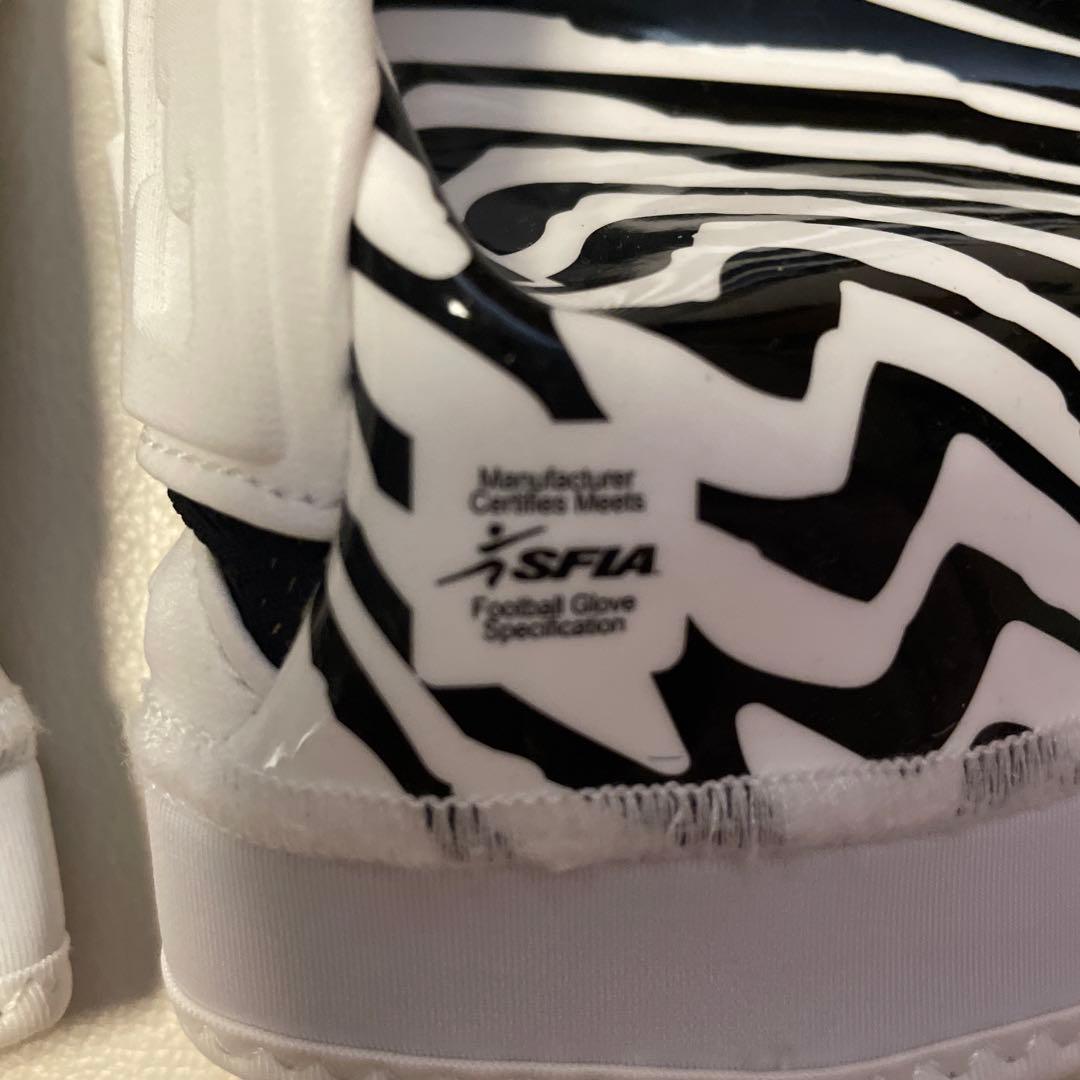 Manufacturer
Certifies Meets
SFIA
Football Glove
Specification